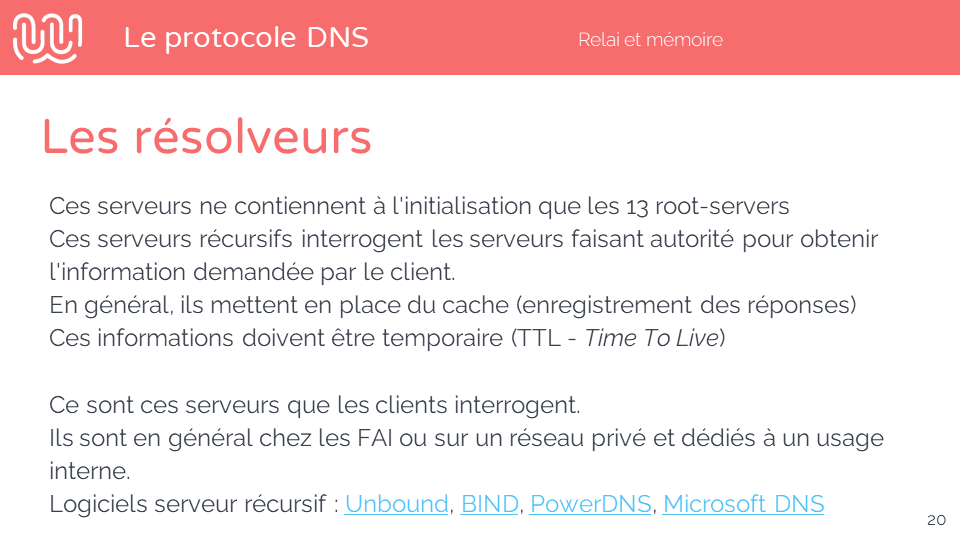 Le protocole DNS
Relai et mémoire
Les résolveurs
Ces serveurs ne contiennent à l'initialisation que les 13 root-servers
Ces serveurs récursifs interrogent les serveurs faisant autorité pour obtenir
l'information demandée par le client.
En général, ils mettent en place du cache (enregistrement des réponses)
Ces informations doivent être temporaire (TTL - Time To Live)
Ce sont ces serveurs que les clients interrogent.
Ils sont en général chez les FAI ou sur un réseau privé et dédiés à un usage
interne.
Logiciels serveur récursif : Unbound, BIND, PowerDNS, Microsoft DNS
20